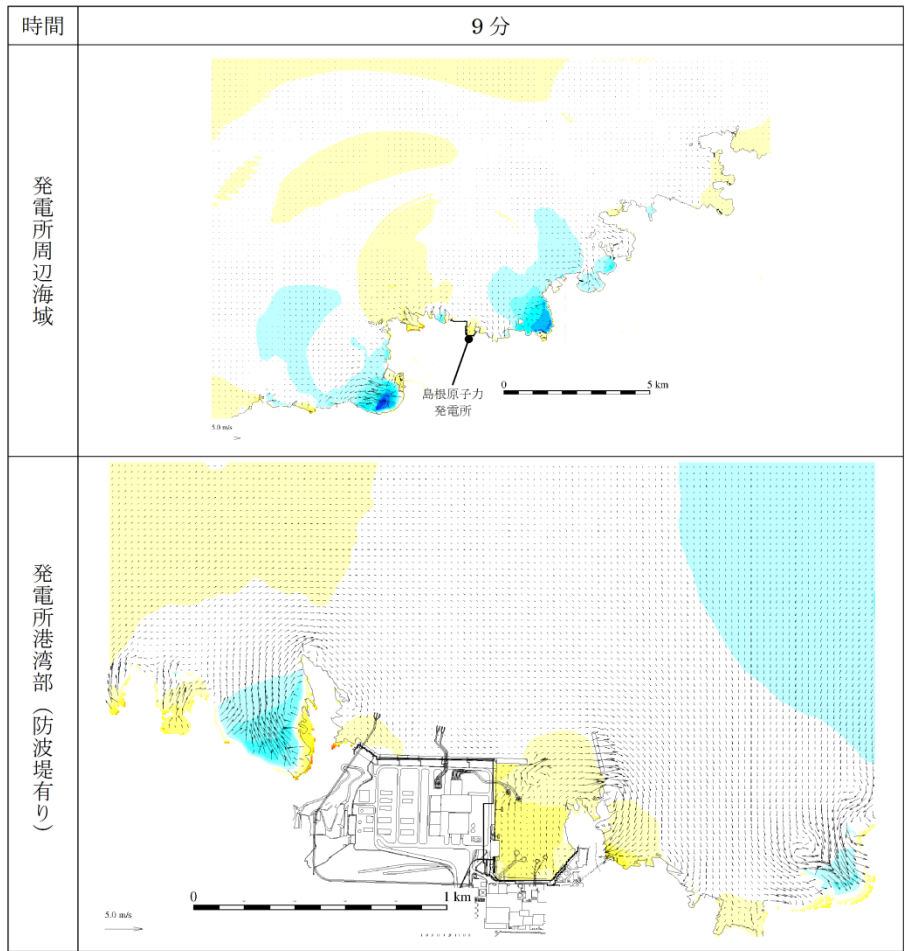 時間
9分
発電所周辺海域
島根原子力
発電所
0
5 km
5.0 m/s
発電所港湾部（防波堤有り）
0
1 km
5.0 m/s